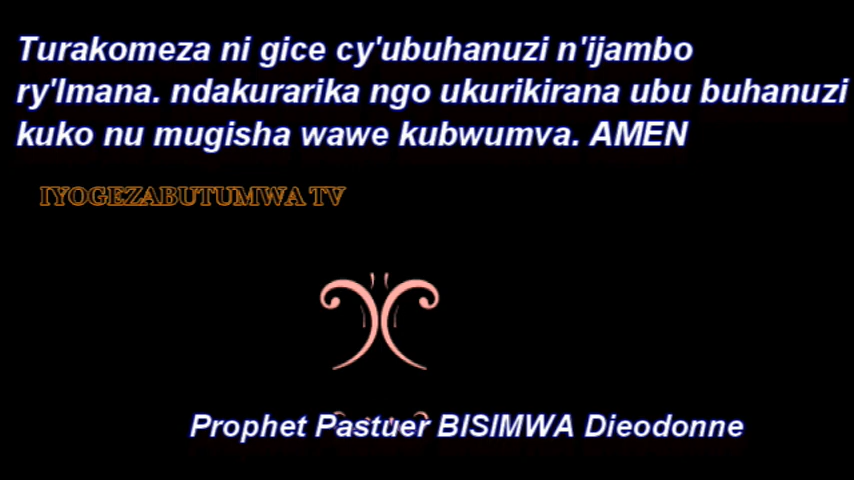 Turakomeza ni gice cy'ubuhanuzi n'ijambo
ry'Imana. ndakurarika ngo ukurikirana ubu buhanuzi
kuko nu mugisha wawe kubwumva. AMEN
IYOGEZABUTUMWA TV
Prophet Pastuer BISIMWA Dieodonne